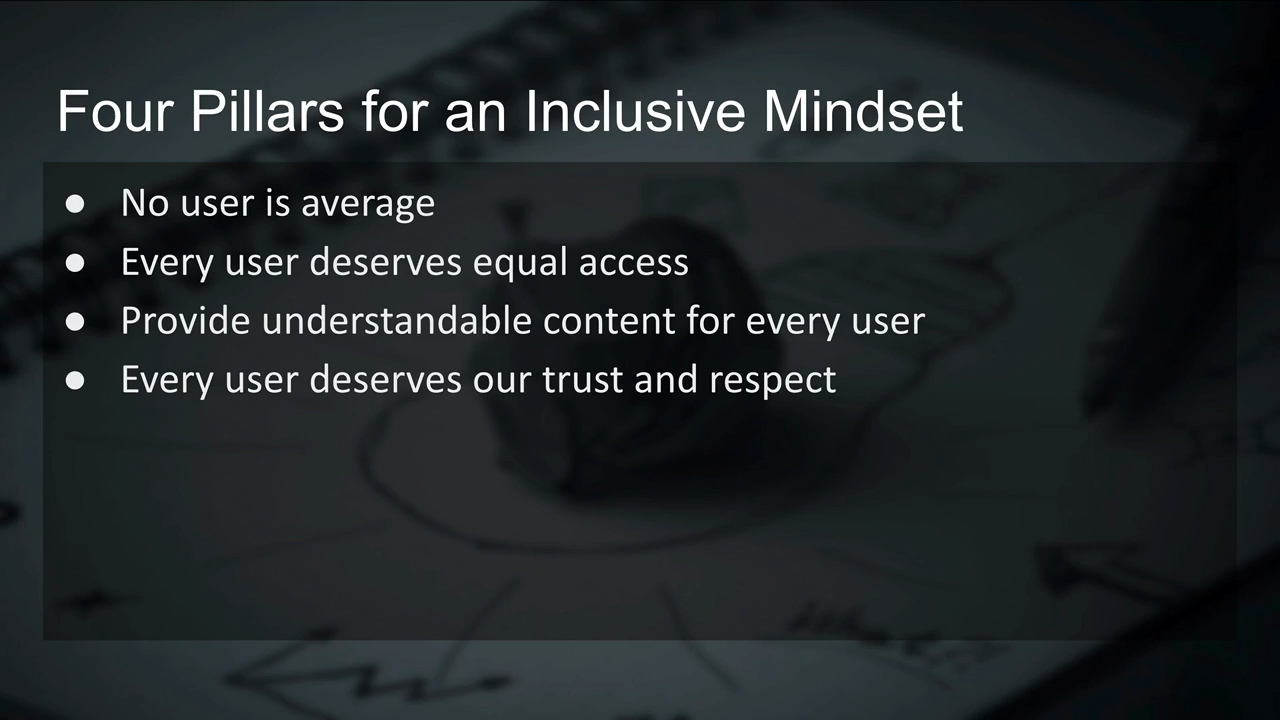 Four Pillars for an Inclusive Mindset
● No user is average
● Every user deserves equal access
● Provide understandable content for every user
● Every user deserves our trust and respect